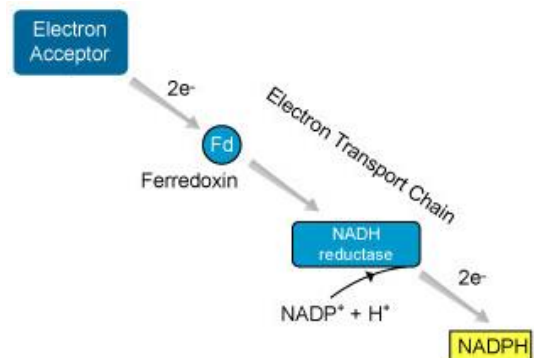 Electron
Acceptor
2e⁻
Electron Transport Chain
Fd
Ferredoxin
NADH
reductase
2e⁻
NADP⁺ + H⁺
NADPH